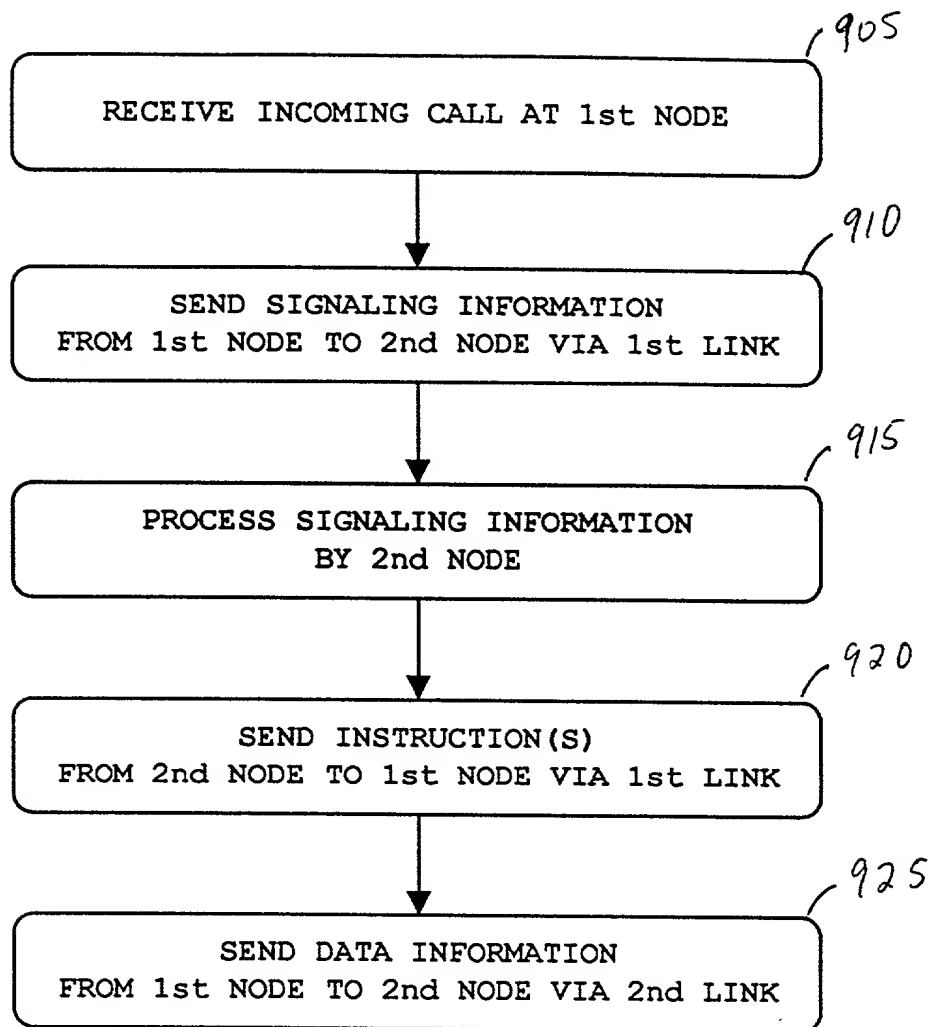 905
RECEIVE INCOMING CALL AT 1st NODE
910
SEND SIGNALING INFORMATION
FROM 1st NODE TO 2nd NODE VIA 1st LINK
915
PROCESS SIGNALING INFORMATION
BY 2nd NODE
920
SEND INSTRUCTION(S)
FROM 2nd NODE TO 1st NODE VIA 1st LINK
925
SEND DATA INFORMATION
FROM 1st NODE TO 2nd NODE VIA 2nd LINK